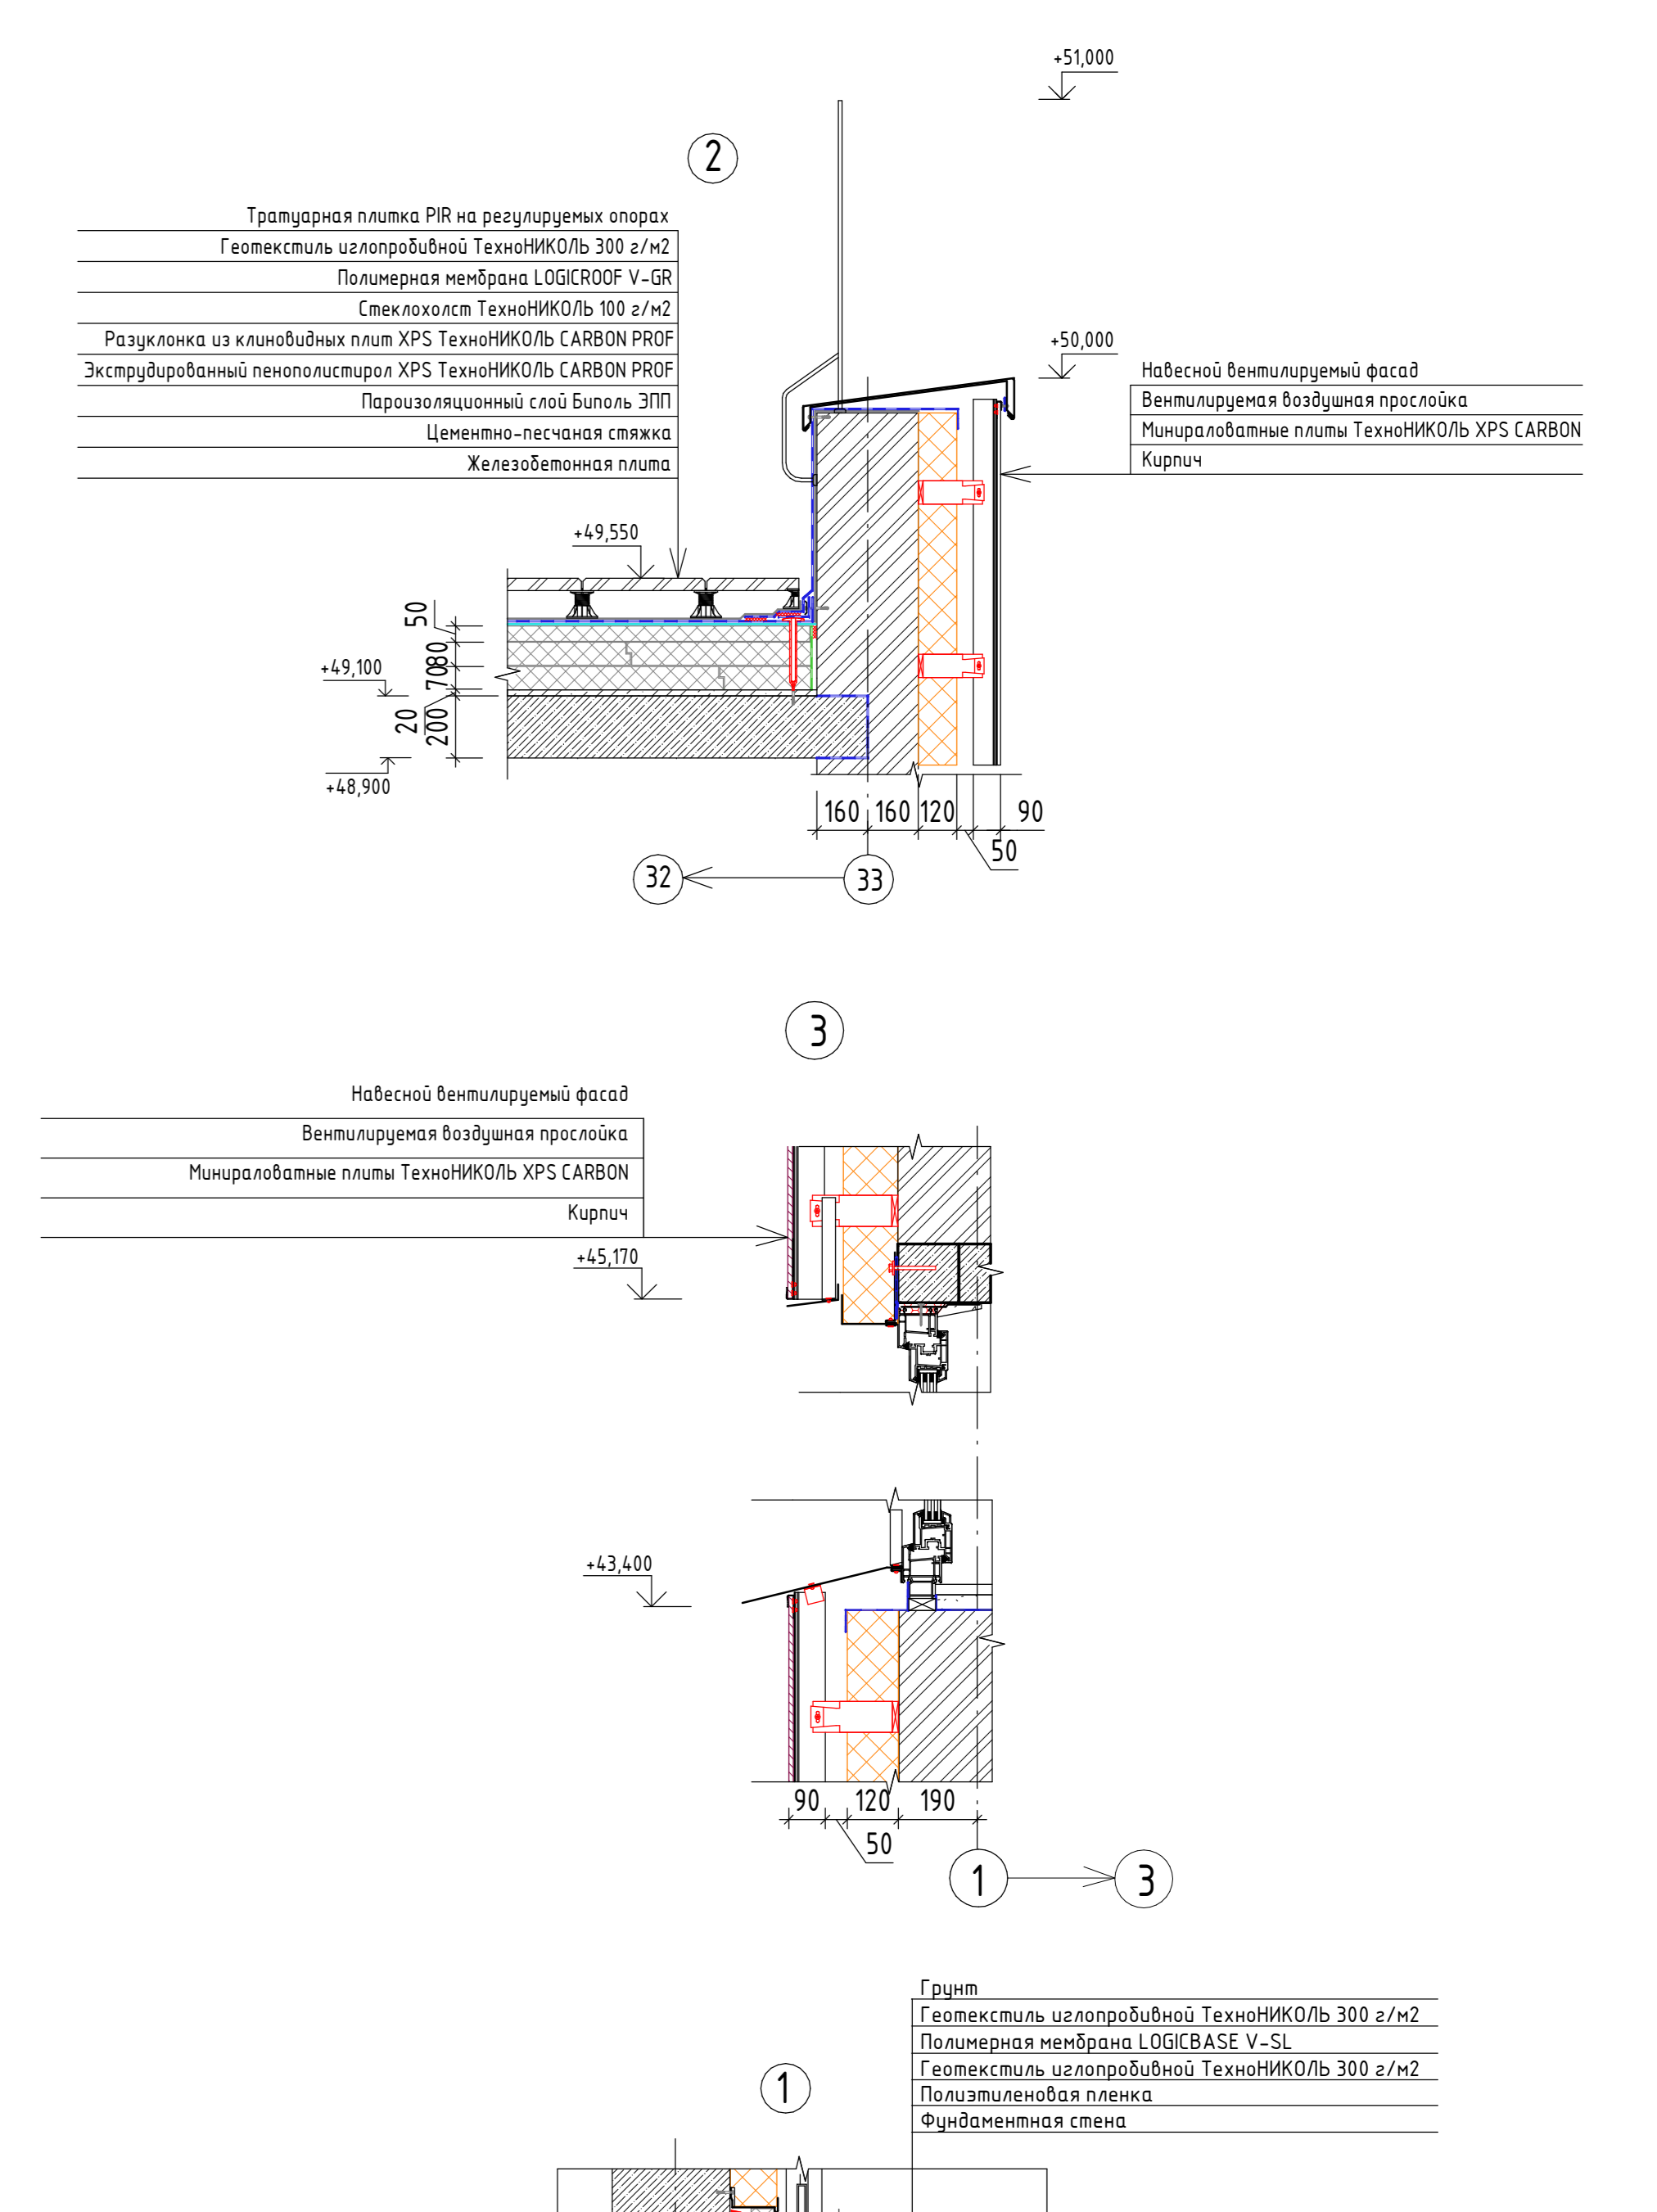 +51,000
2
Тратуарная плитка PIR на регулируемых опорах
Геотекстиль иглопробивной ТехноНИКОЛЬ 300 г/м2
Полимерная мембрана LOGICROOF V-GR
Стеклохолст ТехноНИКОЛЬ 100 г/м2
Разуклонка из клиновидных плит XPS ТехноНИКОЛЬ CARBON PROF
Экструдированный пенополистирол XPS ТехноНИКОЛЬ CARBON PROF
Пароизоляционный слой Биполь ЭПП
Цементно-песчаная стяжка
Железобетонная плита
+50,000
Навесной вентилируемый фасад
Вентилируемая воздушная прослойка
Минираловатные плиты ТехноНИКОЛЬ XPS CARBON
Кирпич
+49,550
50
80
70
20
200
+49,100
+48,900
160 160 120 90
50
32 33
3
Навесной вентилируемый фасад
Вентилируемая воздушная прослойка
Минираловатные плиты ТехноНИКОЛЬ XPS CARBON
Кирпич
+45,170
+43,400
90 120 190
50
1 3
Грунт
Геотекстиль иглопробивной ТехноНИКОЛЬ 300 г/м2
Полимерная мембрана LOGICBASE V-SL
Геотекстиль иглопробивной ТехноНИКОЛЬ 300 г/м2
Полиэтиленовая пленка
Фундаментная стена
1